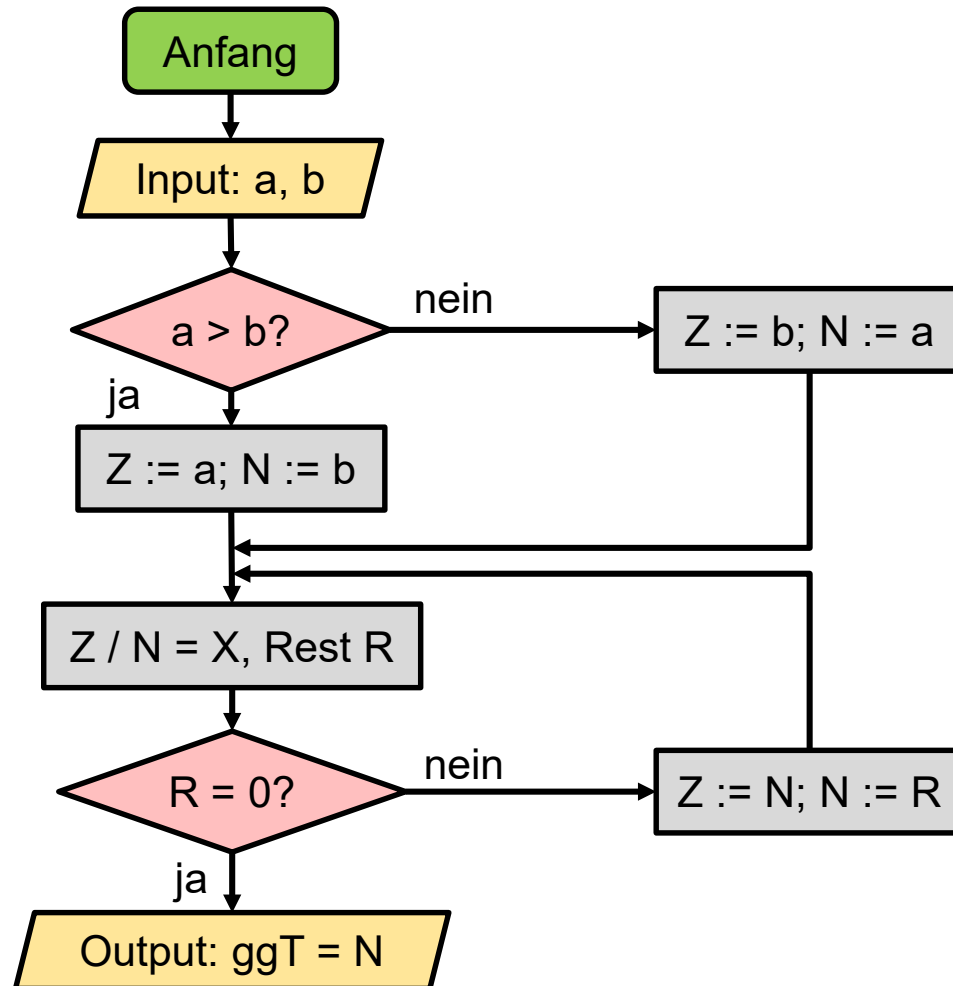 Anfang
Input: a, b
a > b?
nein
Z := b; N := a
ja
Z := a; N := b
Z / N = X, Rest R
R = 0?
nein
Z := N; N := R
ja
Output: ggT = N